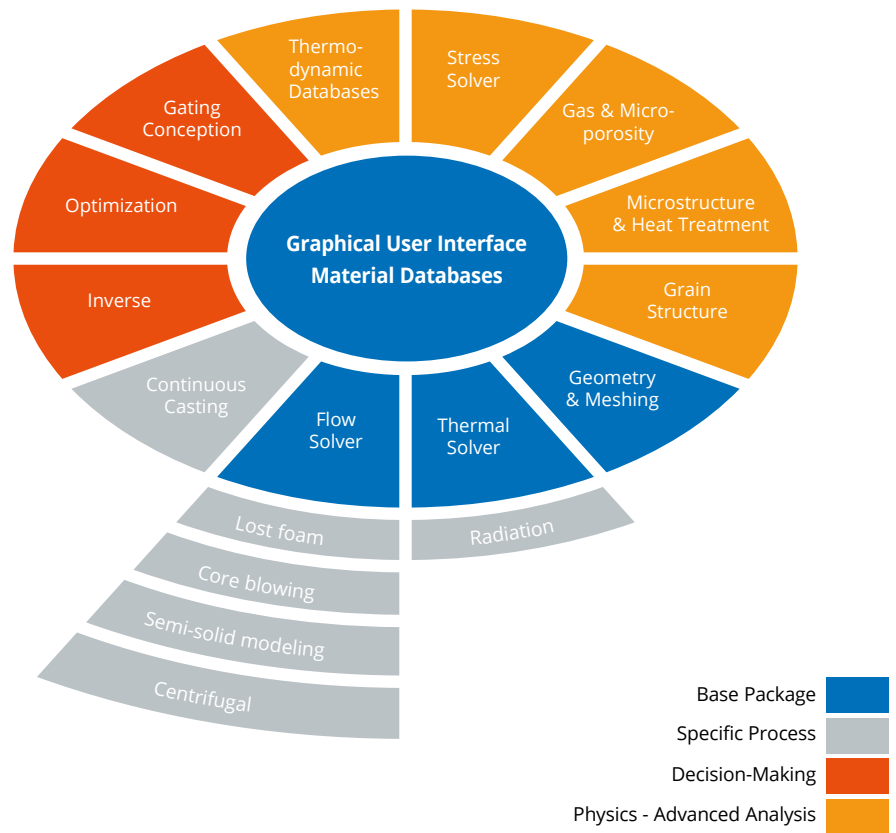 Thermo-
dynamic
Databases
Stress
Solver
Gas & Micro-
porosity
Microstructure
& Heat Treatment
Grain
Structure
Geometry
& Meshing
Thermal
Solver
Flow
Solver
Continuous
Casting
Inverse
Optimization
Gating
Conception
Graphical User Interface
Material Databases
Lost foam
Core blowing
Semi-solid modeling
Centrifugal
Radiation
Base Package
Specific Process
Decision-Making
Physics - Advanced Analysis